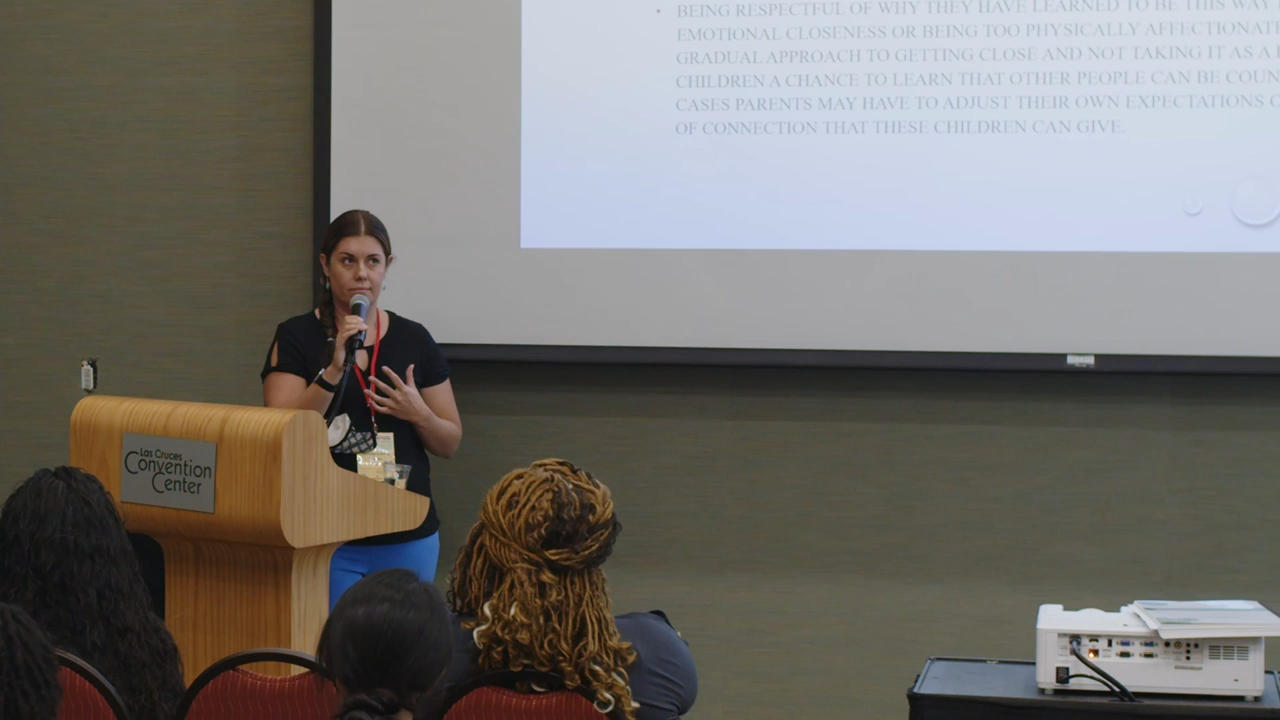 • BEING RESPECTFUL OF WHY THEY HAVE LEARNED TO BE THIS WAY
EMOTIONAL CLOSENESS OR BEING TOO PHYSICALLY AFFECTIONATE
GRADUAL APPROACH TO GETTING CLOSE AND NOT TAKING IT AS A
CHILDREN A CHANCE TO LEARN THAT OTHER PEOPLE CAN BE COUN
CASES PARENTS MAY HAVE TO ADJUST THEIR OWN EXPECTATIONS
OF CONNECTION THAT THESE CHILDREN CAN GIVE.
Las Cruces
Convention
Center